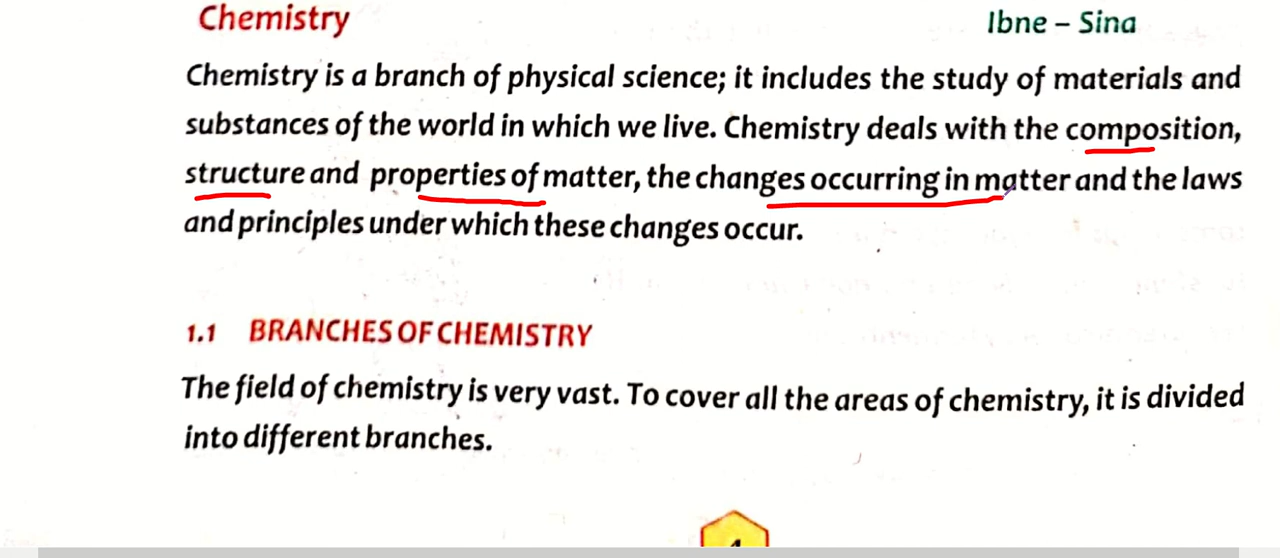 Chemistry Ibne – Sina
Chemistry is a branch of physical science; it includes the study of materials and
substances of the world in which we live. Chemistry deals with the composition,
structure and properties of matter, the changes occurring in matter and the laws
and principles under which these changes occur.
1.1 BRANCHES OF CHEMISTRY
The field of chemistry is very vast. To cover all the areas of chemistry, it is divided
into different branches.